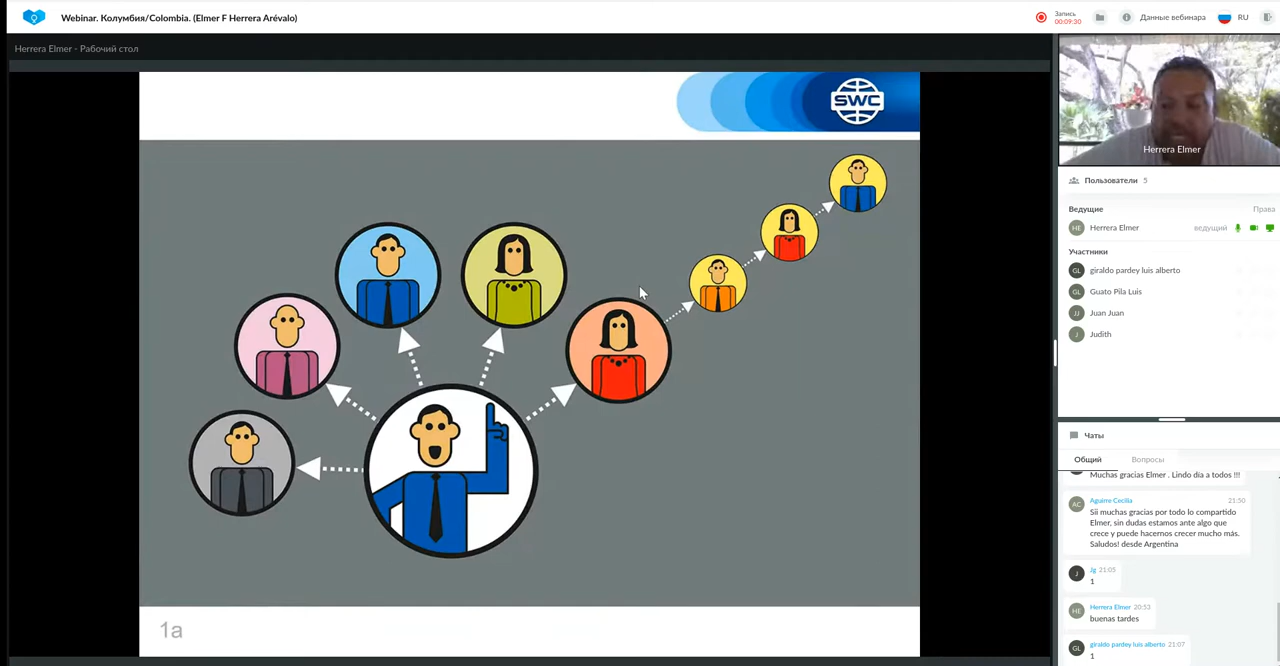 Webinar. Колумбия/Colombia. (Elmer F Herrera Arévalo)
Запись
00:09:30
Данные вебинара
RU
Herrera Elmer - Рабочий стол
SWC
Herrera Elmer
Пользователи 5
Ведущие Права
HE Herrera Elmer ведущий
Участники
GL giraldo pardey luis alberto
GL Guato Pila Luis
JJ Juan Juan
J Judith
Чаты
Общий Вопросы
Muchas gracias Elmer . Lindo día a todos !!!
AC Aguirre Cecilia 21:50
Sii muchas gracias por todo lo compartido
Elmer, sin dudas estamos ante algo que
crece y puede hacernos crecer mucho más.
Saludos! desde Argentina
J Jg 21:05
1
HE Herrera Elmer 20:53
buenas tardes
GL giraldo pardey luis alberto 21:07
1
1a